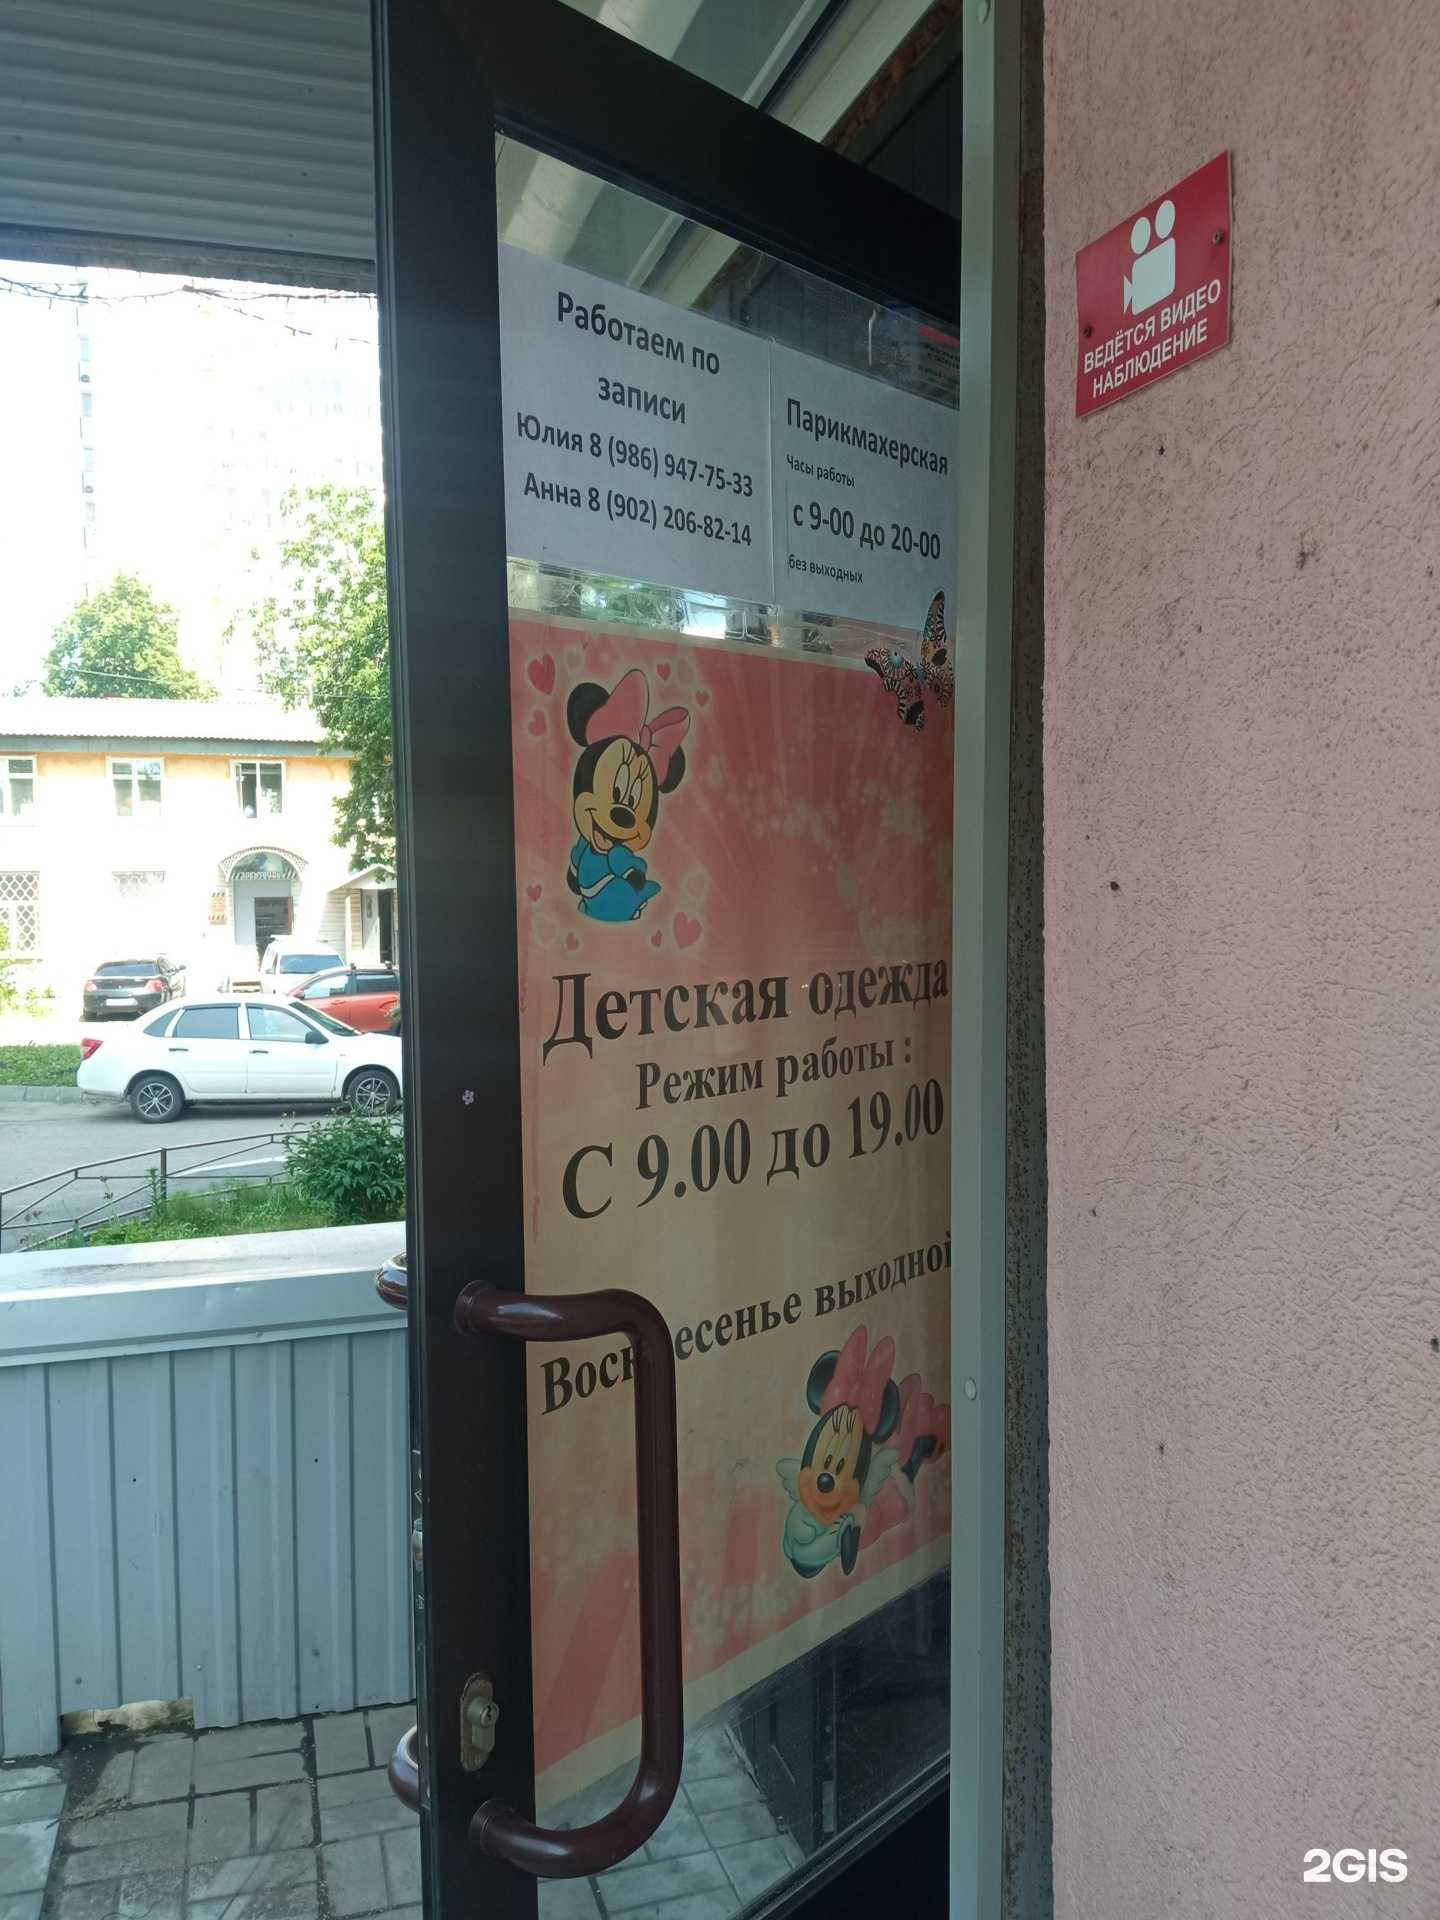 Работаем по
записи
Юлия 8 (986) 947-75-33
Анна 8 (902) 206-82-14
Парикмахерская
Часы работы
с 9-00 до 20-00
без выходных
ВЕДЁТСЯ ВИДЕО
НАБЛЮДЕНИЕ
Детская одежда
Режим работы :
С 9.00 до 19.00
Воскресенье выходной
2GIS